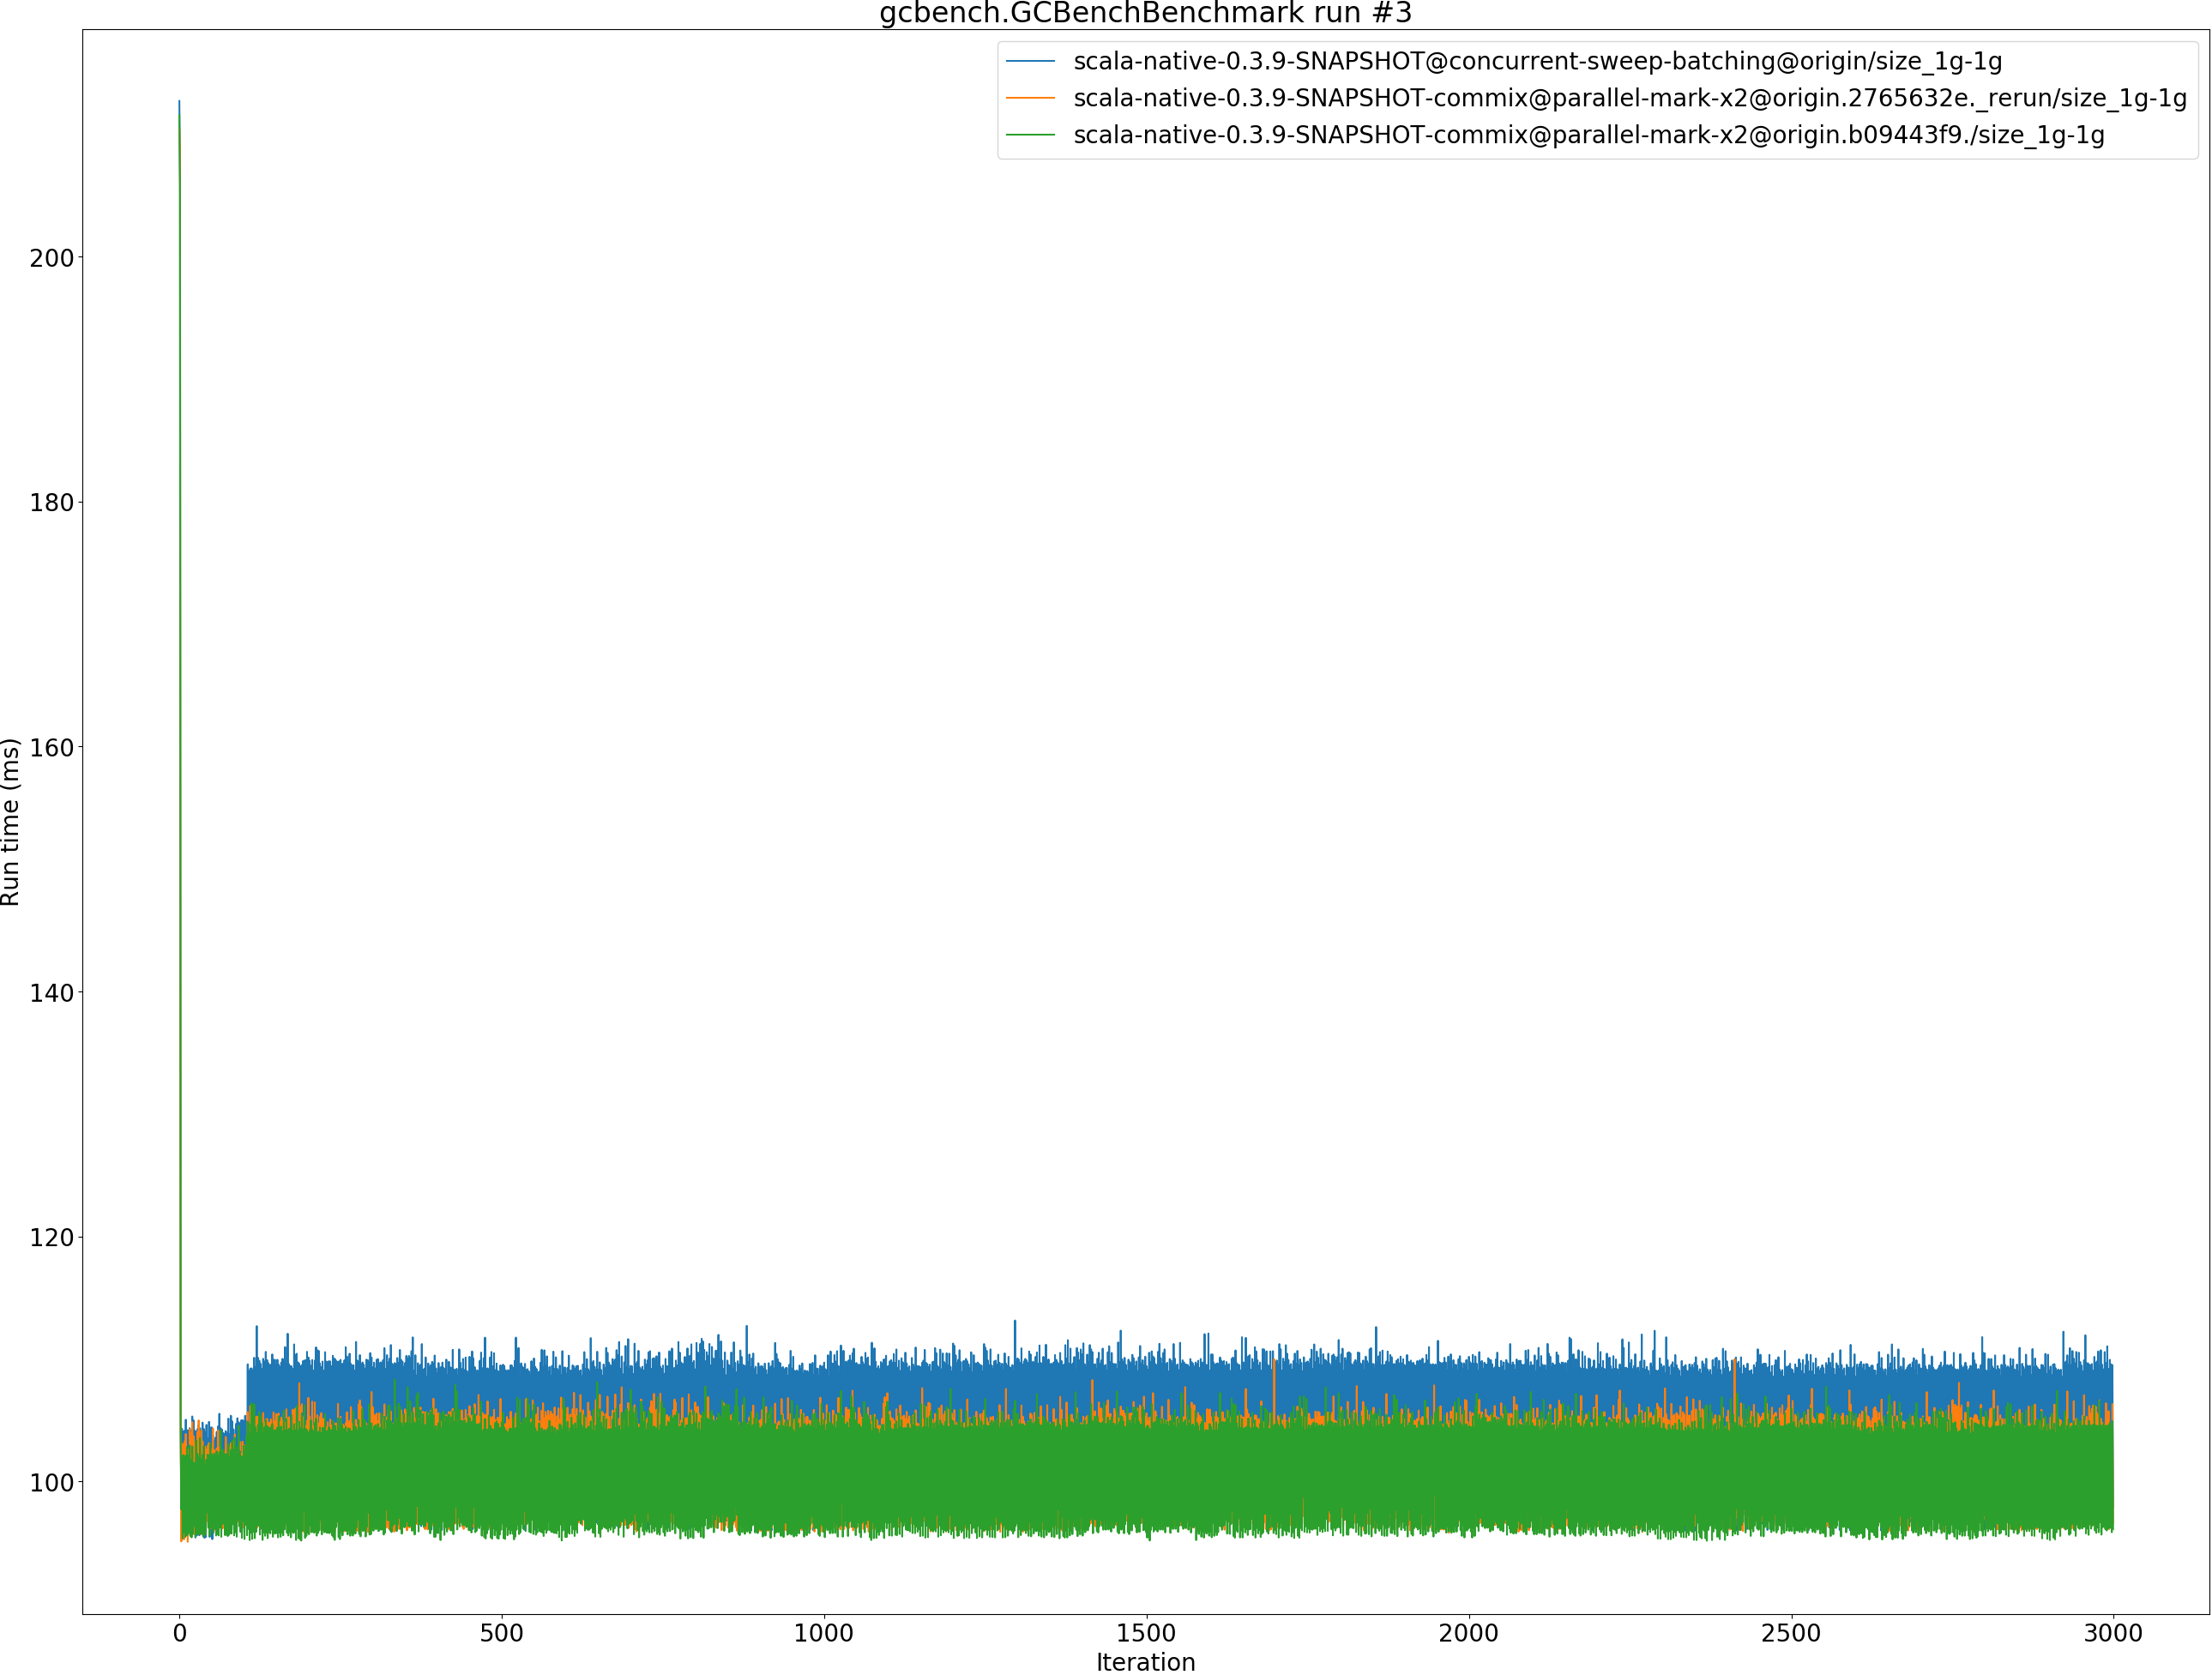 gcbench.GCBenchBenchmark run #3
scala-native-0.3.9-SNAPSHOT@concurrent-sweep-batching@origin/size_1g-1g
scala-native-0.3.9-SNAPSHOT-commix@parallel-mark-x2@origin.2765632e._rerun/size_1g-1g
scala-native-0.3.9-SNAPSHOT-commix@parallel-mark-x2@origin.b09443f9./size_1g-1g
200
180
160
140
120
100
Run time (ms)
0 500 1000 1500 2000 2500 3000
Iteration